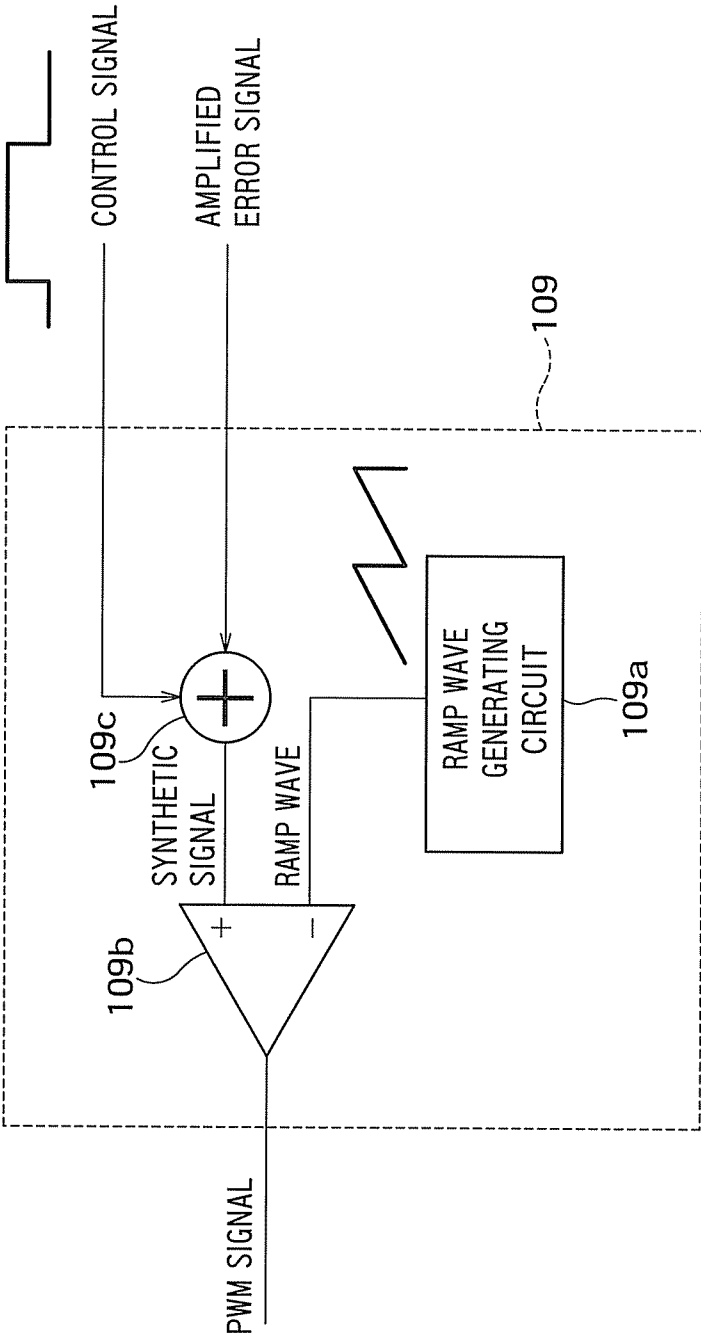 CONTROL SIGNAL
AMPLIFIED
ERROR SIGNAL
109
109c
SYNTHETIC
SIGNAL
RAMP WAVE
RAMP WAVE
GENERATING
CIRCUIT
109a
109b
+
−
PWM SIGNAL